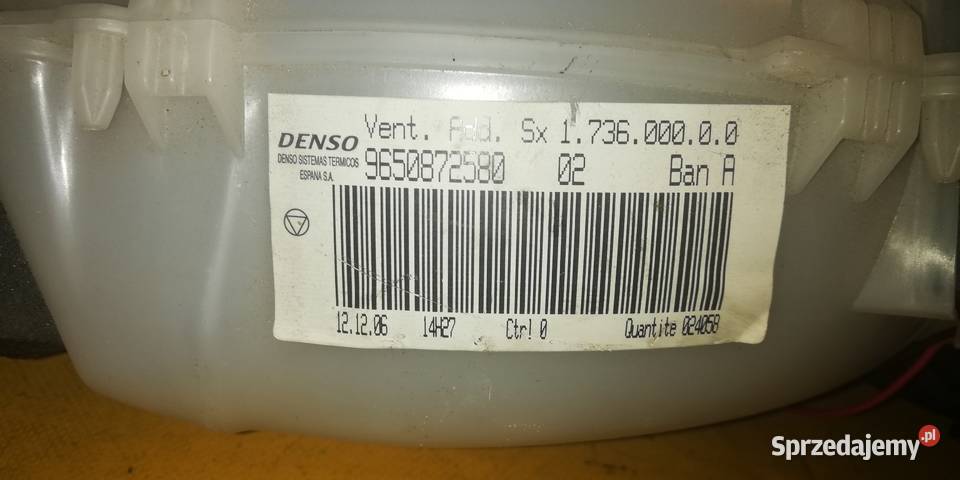 Vent. Add. Sx 1.736.000.0.0
DENSO
DENSO SISTEMAS TERMICOS
ESPANA S.A.
9650872580 02 Ban A
12.12.06 14H27 Ctrl 0 Quantite 024058
Sprzedajemy.pl